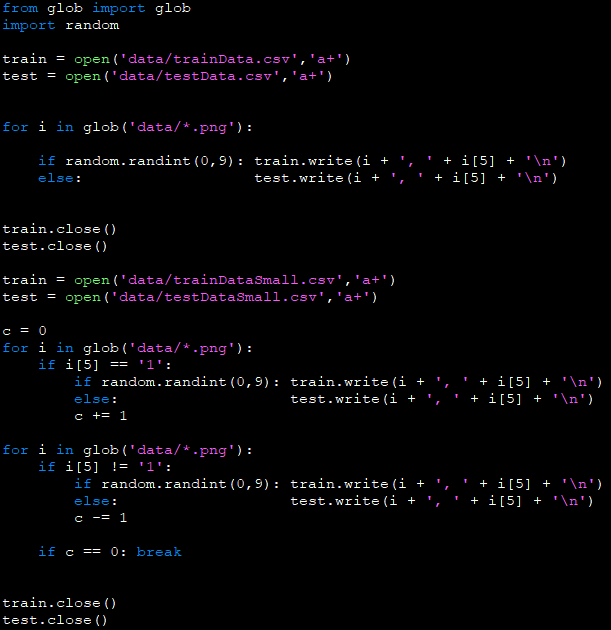 from glob import glob
import random
train = open('data/trainData.csv','a+')
test = open('data/testData.csv','a+')
for i in glob('data/*.png'):
    if random.randint(0,9): train.write(i + ', ' + i[5] + '\n')
    else:                   test.write(i + ', ' + i[5] + '\n')
train.close()
test.close()
train = open('data/trainDataSmall.csv','a+')
test = open('data/testDataSmall.csv','a+')
c = 0
for i in glob('data/*.png'):
    if i[5] == '1':
        if random.randint(0,9): train.write(i + ', ' + i[5] + '\n')
        else:                   test.write(i + ', ' + i[5] + '\n')
        c += 1
for i in glob('data/*.png'):
    if i[5] != '1':
        if random.randint(0,9): train.write(i + ', ' + i[5] + '\n')
        else:                   test.write(i + ', ' + i[5] + '\n')
        c -= 1
    if c == 0: break
train.close()
test.close()